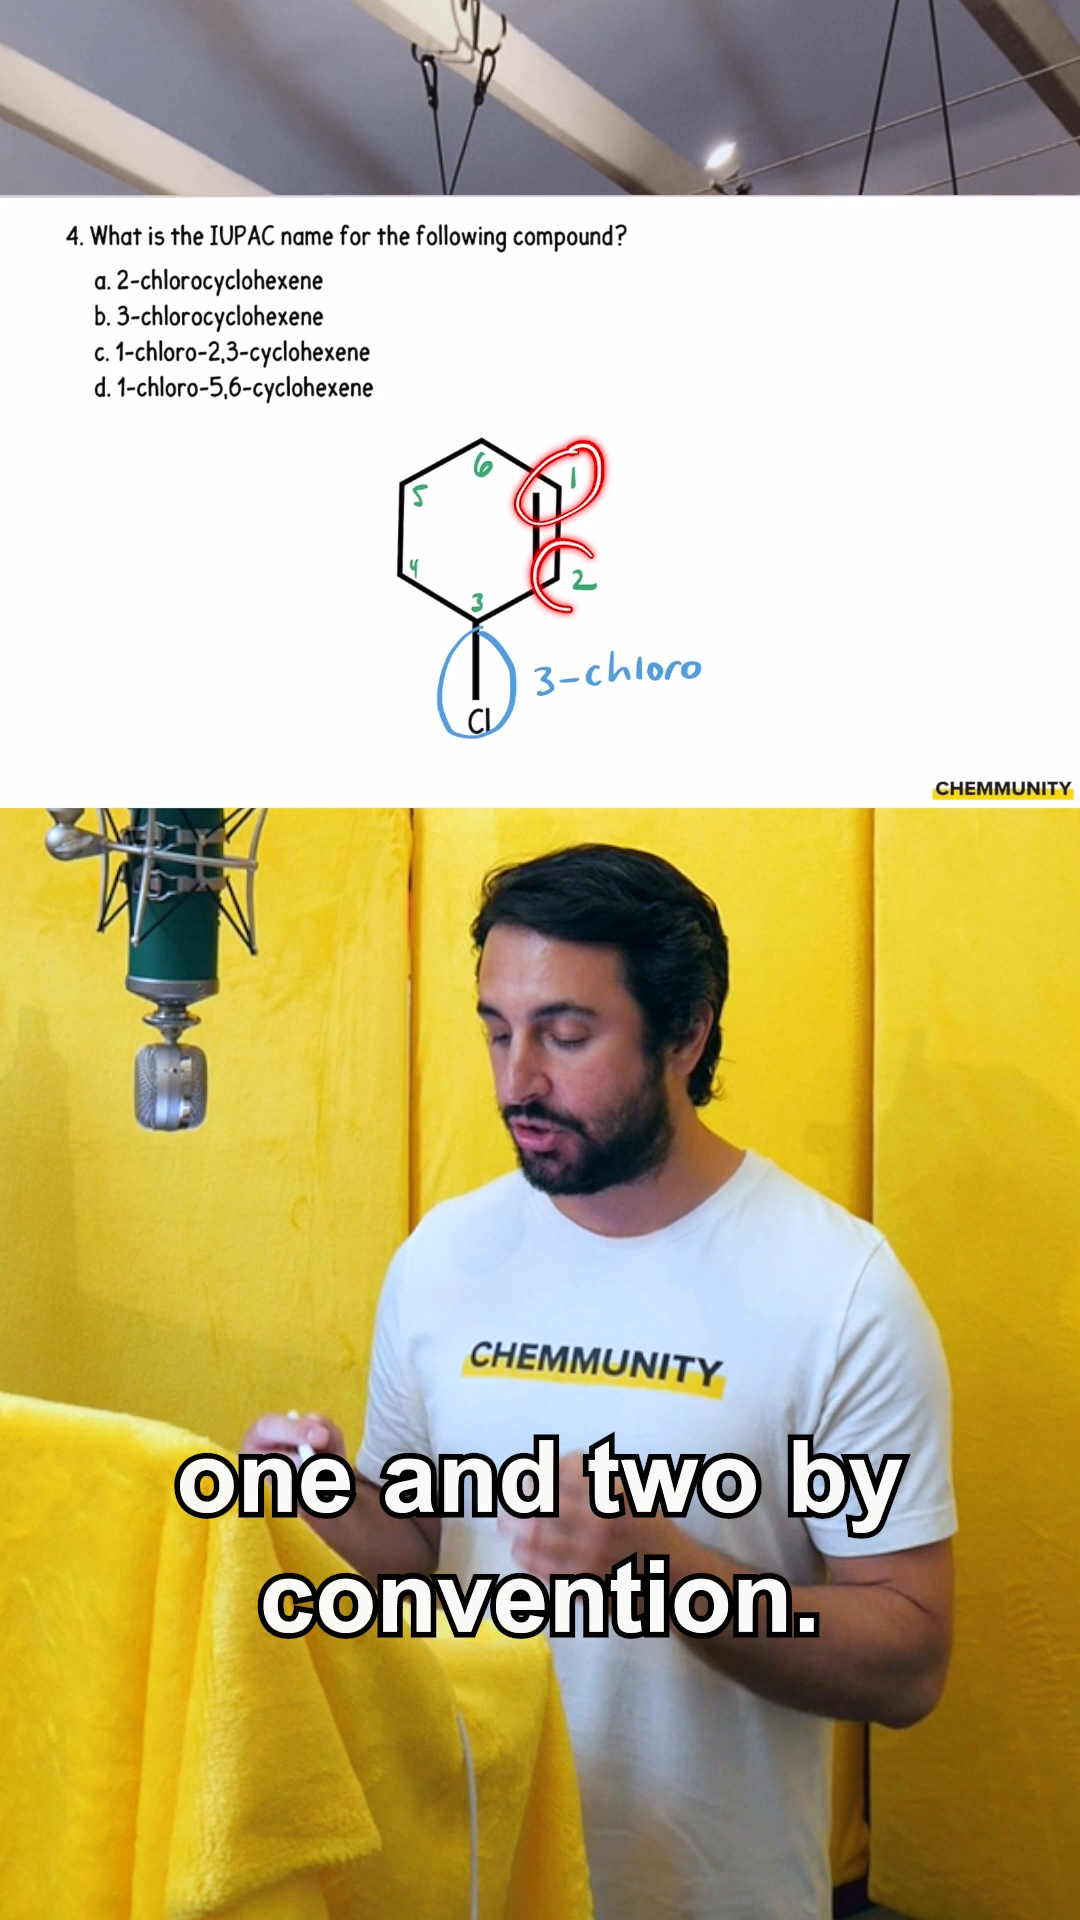 4. What is the IUPAC name for the following compound?
a. 2-chlorocyclohexene
b. 3-chlorocyclohexene
c. 1-chloro-2,3-cyclohexene
d. 1-chloro-5,6-cyclohexene
6
1
5
4
2
3
3-chloro
Cl
CHEMMUNITY
CHEMMUNITY
one and two by
convention.